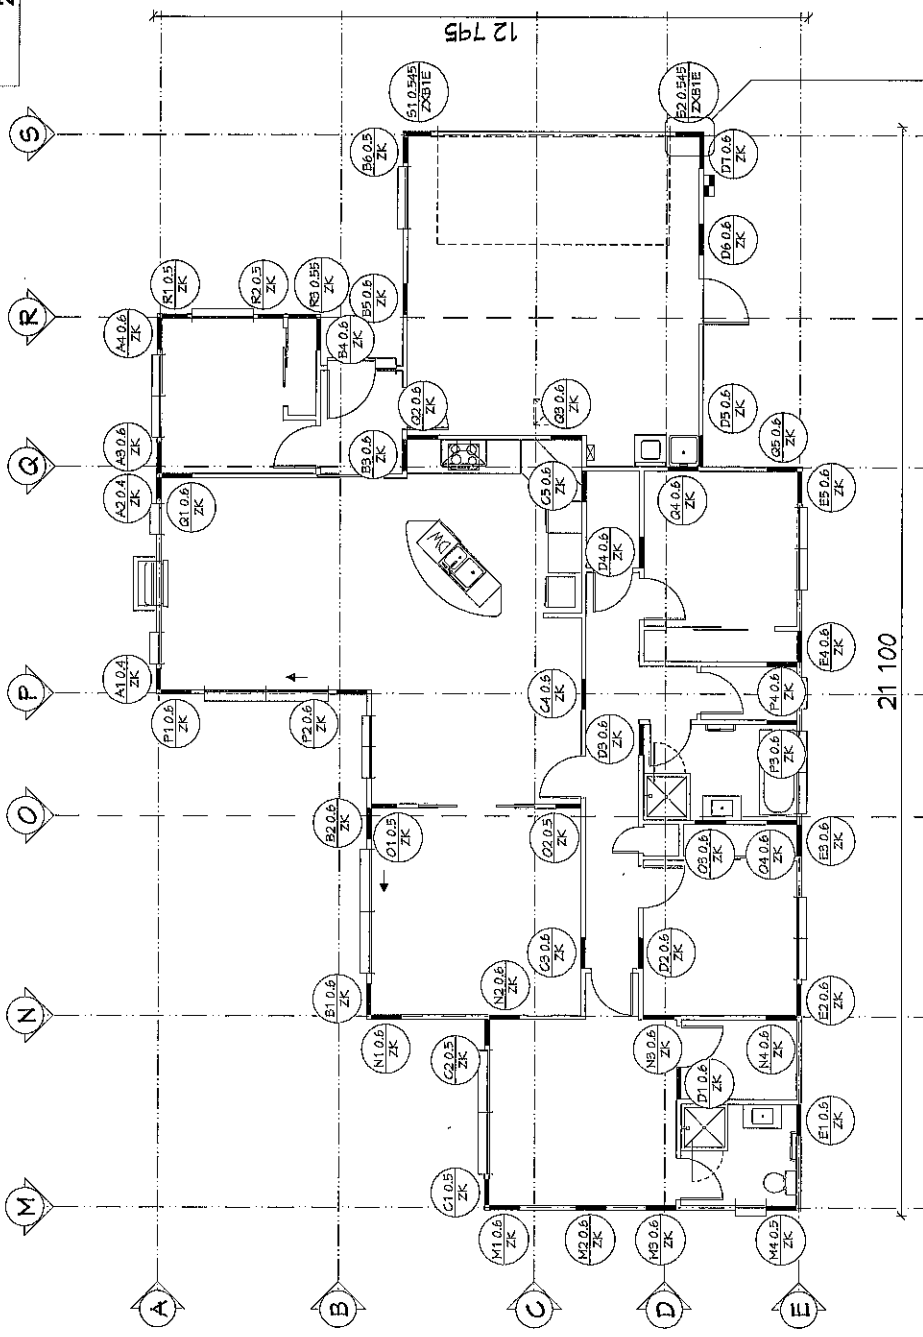 12 795
S
R
Q
P
O
N
M
A
B
C
D
E
S1 0.545
ZXB1E
S2 0.545
ZXB1E
B6 0.5
ZK
D7 0.6
ZK
D6 0.6
ZK
R1 0.5
ZK
R2 0.5
ZK
R3 0.55
ZK
B5 0.6
ZK
A4 0.6
ZK
B4 0.6
ZK
A3 0.6
ZK
A2 0.4
ZK
Q1 0.6
ZK
B3 0.6
ZK
Q2 0.6
ZK
Q3 0.6
ZK
D5 0.6
ZK
Q5 0.6
ZK
C5 0.6
ZK
Q4 0.6
ZK
E5 0.6
ZK
DW
D4 0.6
ZK
A1 0.4
ZK
P1 0.6
ZK
P2 0.6
ZK
C4 0.6
ZK
E4 0.6
ZK
P4 0.6
ZK
D3 0.6
ZK
P3 0.6
ZK
B2 0.6
ZK
O1 0.5
ZK
O2 0.5
ZK
O3 0.6
ZK
O4 0.6
ZK
E3 0.6
ZK
B1 0.6
ZK
N1 0.6
ZK
N2 0.6
ZK
C3 0.6
ZK
D2 0.6
ZK
E2 0.6
ZK
C2 0.5
ZK
N3 0.6
ZK
N4 0.6
ZK
D1 0.6
ZK
E1 0.6
ZK
C1 0.5
ZK
M1 0.6
ZK
M2 0.6
ZK
M3 0.6
ZK
M4 0.5
ZK
21 100